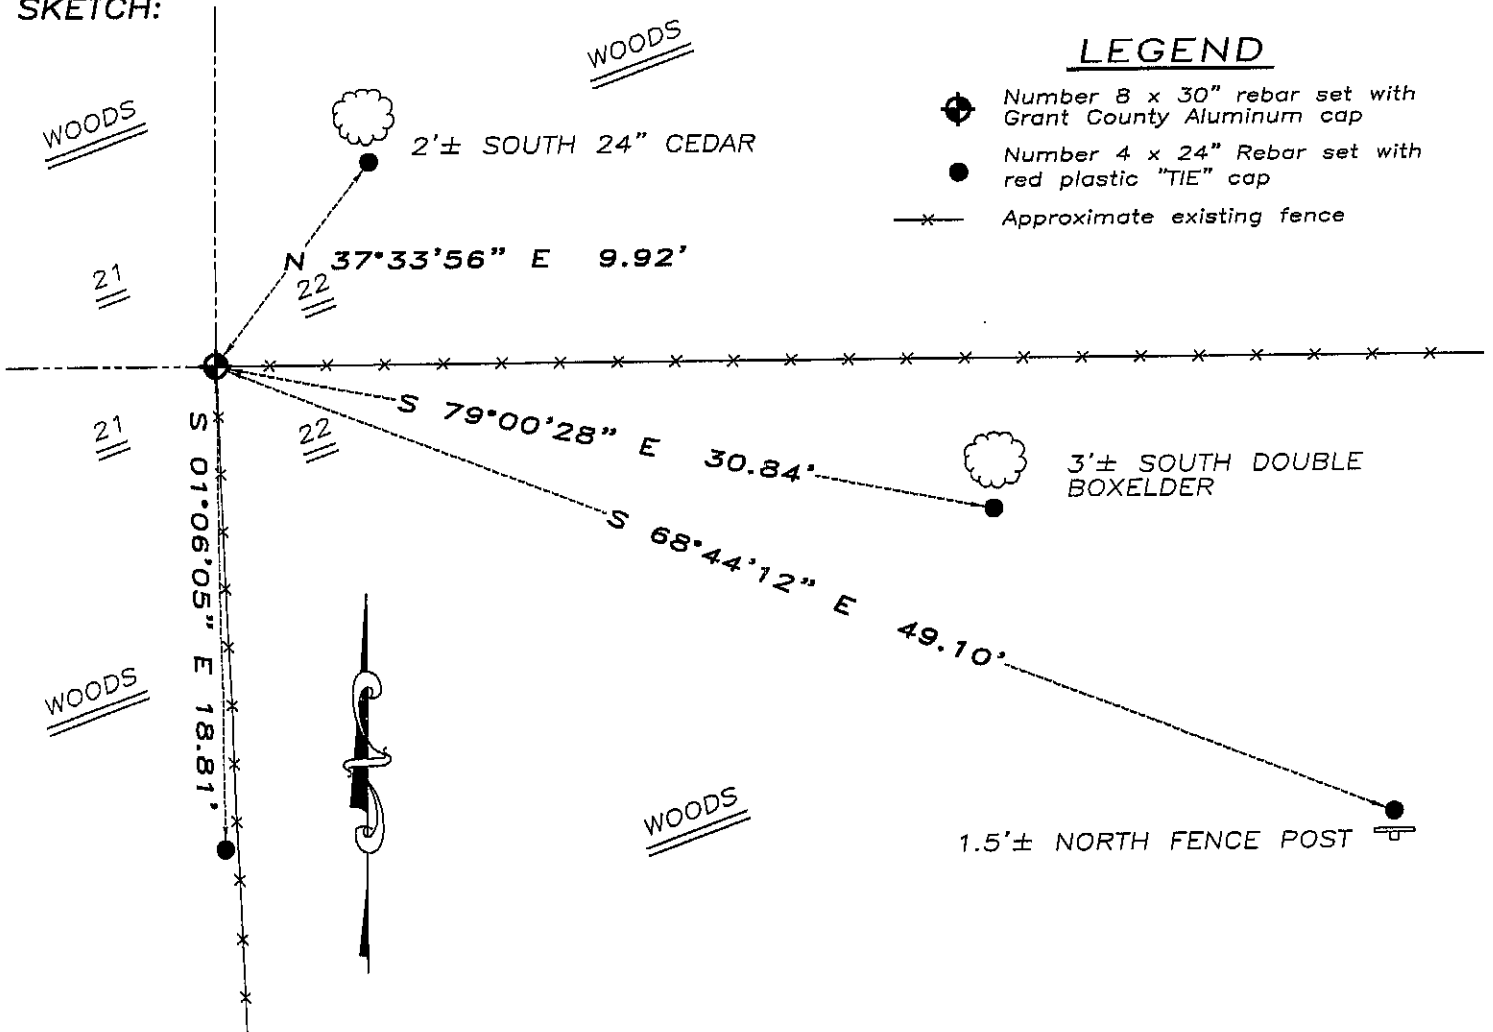 SKETCH:
WOODS
WOODS
LEGEND
Number 8 x 30" rebar set with
Grant County Aluminum cap
Number 4 x 24" Rebar set with
red plastic "TIE" cap
Approximate existing fence
2'± SOUTH 24" CEDAR
N 37°33'56" E 9.92'
21
22
21
22
S 79°00'28" E 30.84'
3'± SOUTH DOUBLE
BOXELDER
S 68°44'12" E 49.10'
S 01°06'05" E 18.81'
WOODS
WOODS
1.5'± NORTH FENCE POST